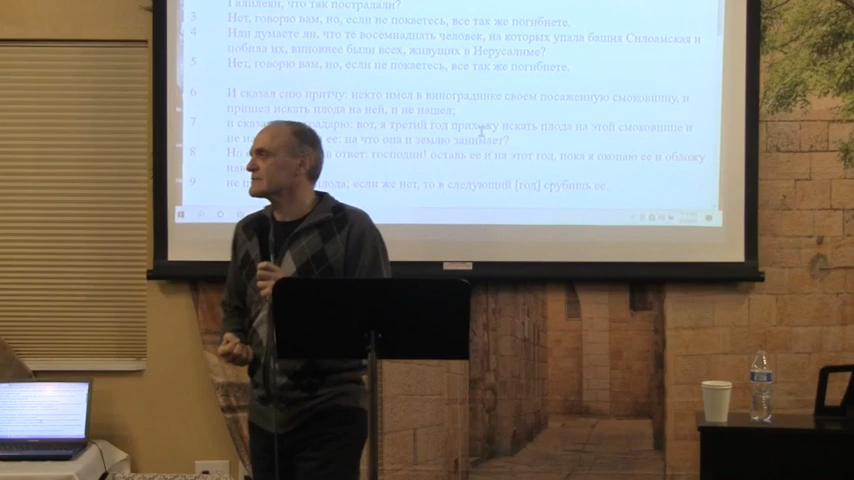 Галилеян, что так пострадали?
3 Нет, говорю вам, но, если не покаетесь, все так же погибнете.
4 Или думаете ли, что те восемнадцать человек, на которых упала башня Силоамская и
побила их, виновнее были всех, живущих в Иерусалиме?
5 Нет, говорю вам, но, если не покаетесь, все так же погибнете.
6 И сказал сию притчу: некто имел в винограднике своем посаженную смоковницу, и
пришел искать плода на ней, и не нашел;
7 и сказал вот, я третий год прихожу искать плода на этой смоковнице и
не ее: на что она и землю занимает?
8 Но в ответ: господин! оставь ее и на этот год, пока я окопаю ее и обложу
9 не плода; если же нет, то в следующий [год] срубишь ее.